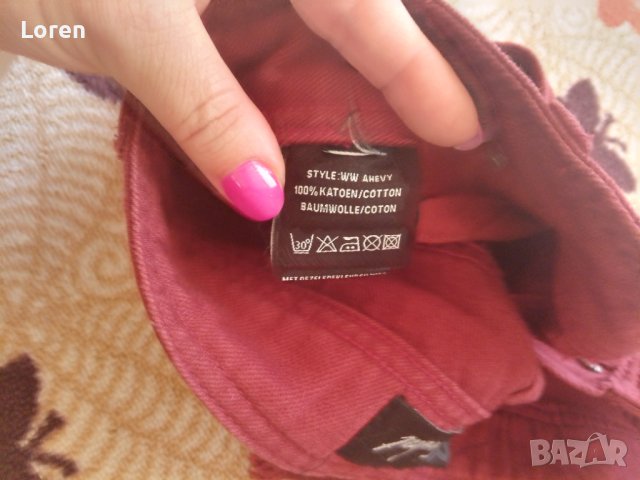 Loren
STYLE:WW AHEVY
100% KATOEN/COTTON
BAUMWOLLE/COTON
30°
BAZAR